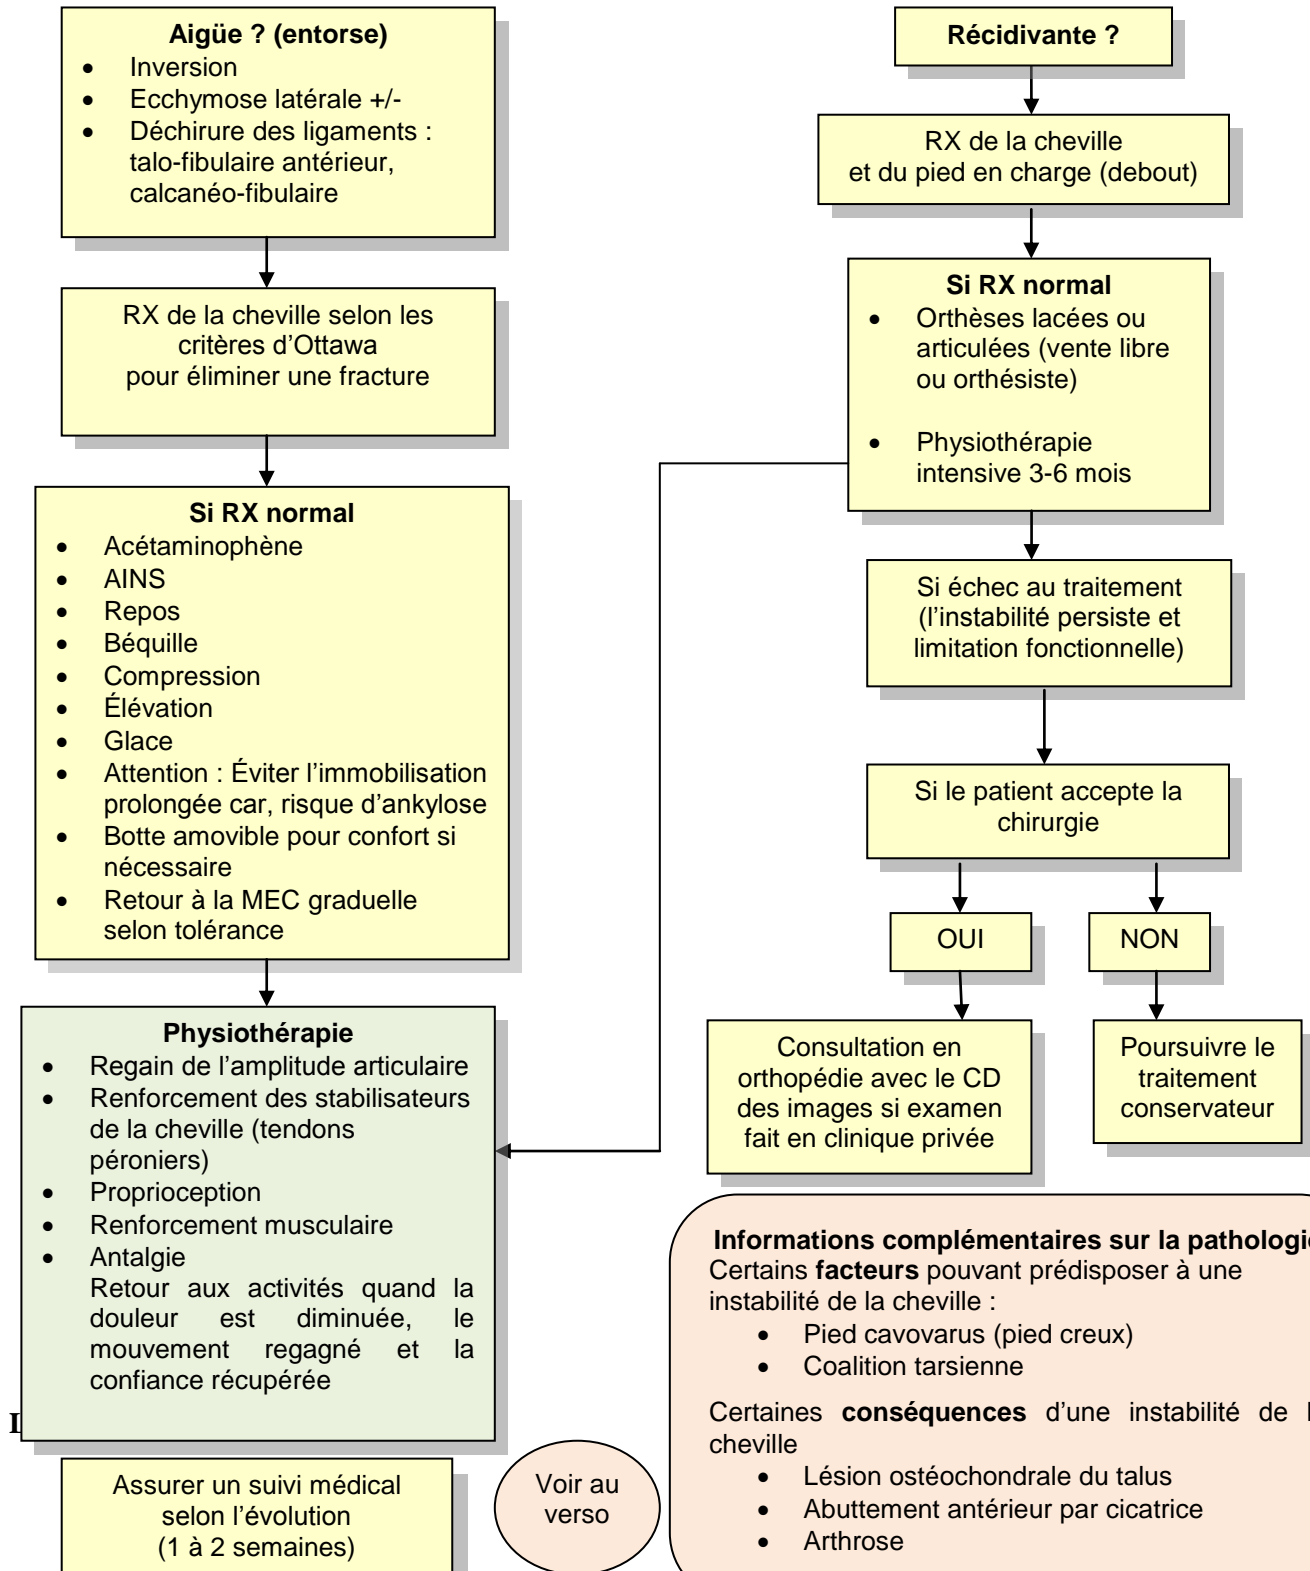 Aigüe ? (entorse)
• Inversion
• Ecchymose latérale +/-
• Déchirure des ligaments :
talo-fibulaire antérieur,
calcanéo-fibulaire
RX de la cheville selon les
critères d'Ottawa
pour éliminer une fracture
Si RX normal
• Acétaminophène
• AINS
• Repos
• Béquille
• Compression
• Élévation
• Glace
• Attention : Éviter l'immobilisation
prolongée car, risque d'ankylose
• Botte amovible pour confort si
nécessaire
• Retour à la MEC graduelle
selon tolérance
Physiothérapie
• Regain de l'amplitude articulaire
• Renforcement des stabilisateurs
de la cheville (tendons
péroniers)
• Proprioception
• Renforcement musculaire
• Antalgie
Retour aux activités quand la
douleur est diminuée, le
mouvement regagné et la
confiance récupérée
Assurer un suivi médical
selon l'évolution
(1 à 2 semaines)
Récidivante ?
RX de la cheville
et du pied en charge (debout)
Si RX normal
• Orthèses lacées ou
articulées (vente libre
ou orthésiste)
• Physiothérapie
intensive 3-6 mois
Si échec au traitement
(l'instabilité persiste et
limitation fonctionnelle)
Si le patient accepte la
chirurgie
OUI
NON
Consultation en
orthopédie avec le CD
des images si examen
fait en clinique privée
Poursuivre le
traitement
conservateur
Voir au
verso
Informations complémentaires sur la pathologie
Certains facteurs pouvant prédisposer à une
instabilité de la cheville :
• Pied cavovarus (pied creux)
• Coalition tarsienne
Certaines conséquences d'une instabilité de
cheville
• Lésion ostéochondrale du talus
• Abuttement antérieur par cicatrice
• Arthrose